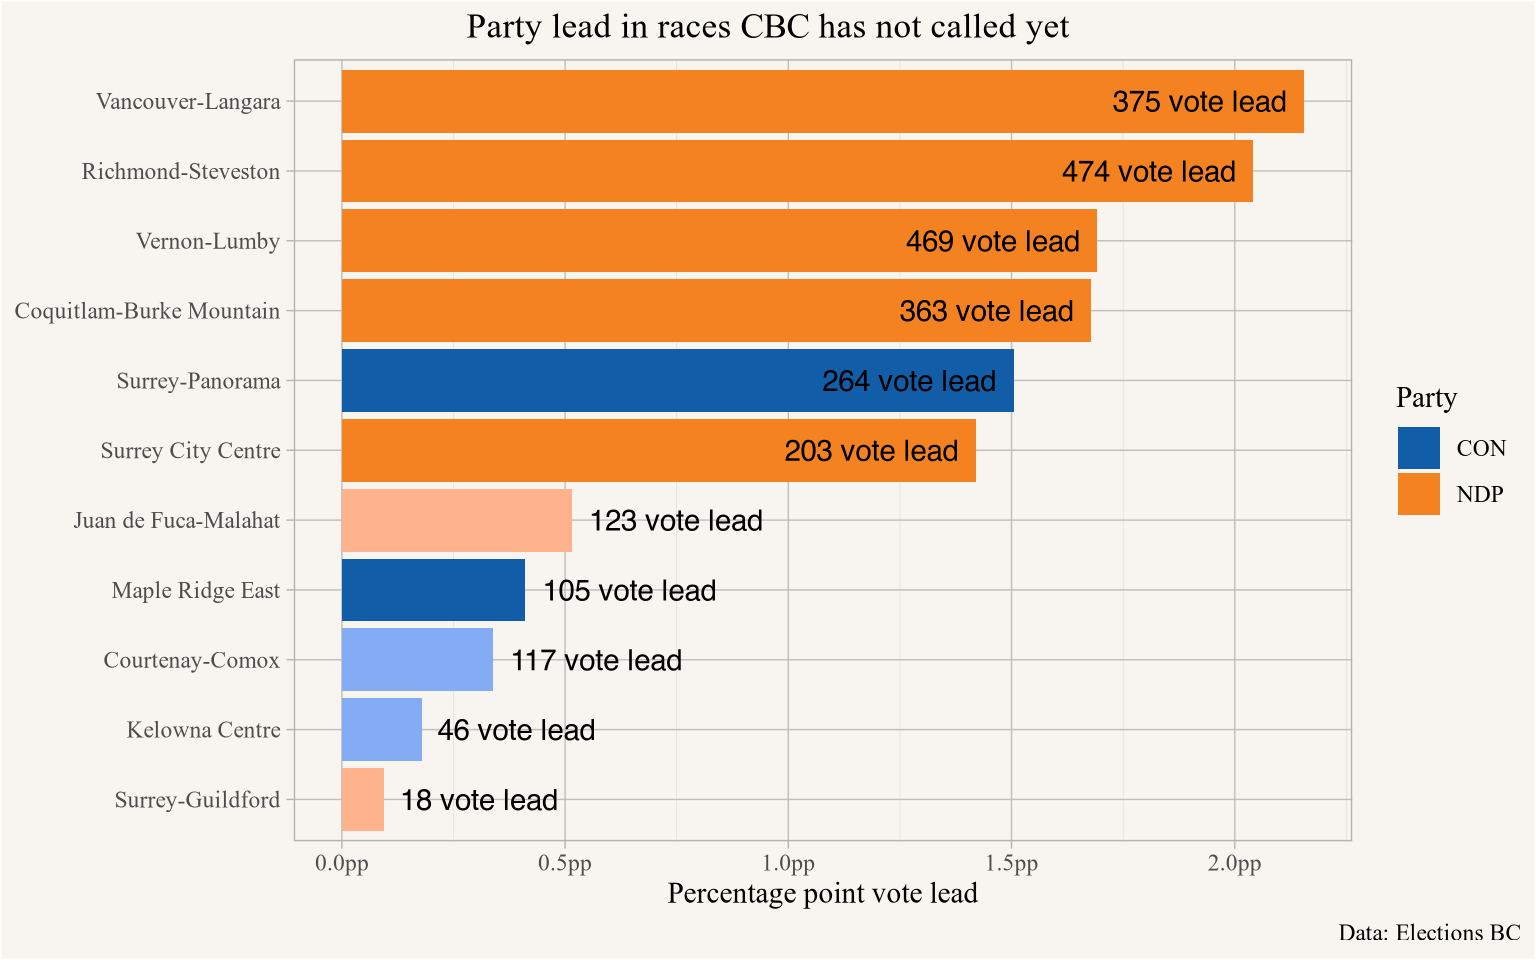 Party lead in races CBC has not called yet
Vancouver-Langara 375 vote lead
Richmond-Steveston 474 vote lead
Vernon-Lumby 469 vote lead
Coquitlam-Burke Mountain 363 vote lead
Surrey-Panorama 264 vote lead
Surrey City Centre 203 vote lead
Juan de Fuca-Malahat 123 vote lead
Maple Ridge East 105 vote lead
Courtenay-Comox 117 vote lead
Kelowna Centre 46 vote lead
Surrey-Guildford 18 vote lead
0.0pp 0.5pp 1.0pp 1.5pp 2.0pp
Percentage point vote lead
Party
CON
NDP
Data: Elections BC